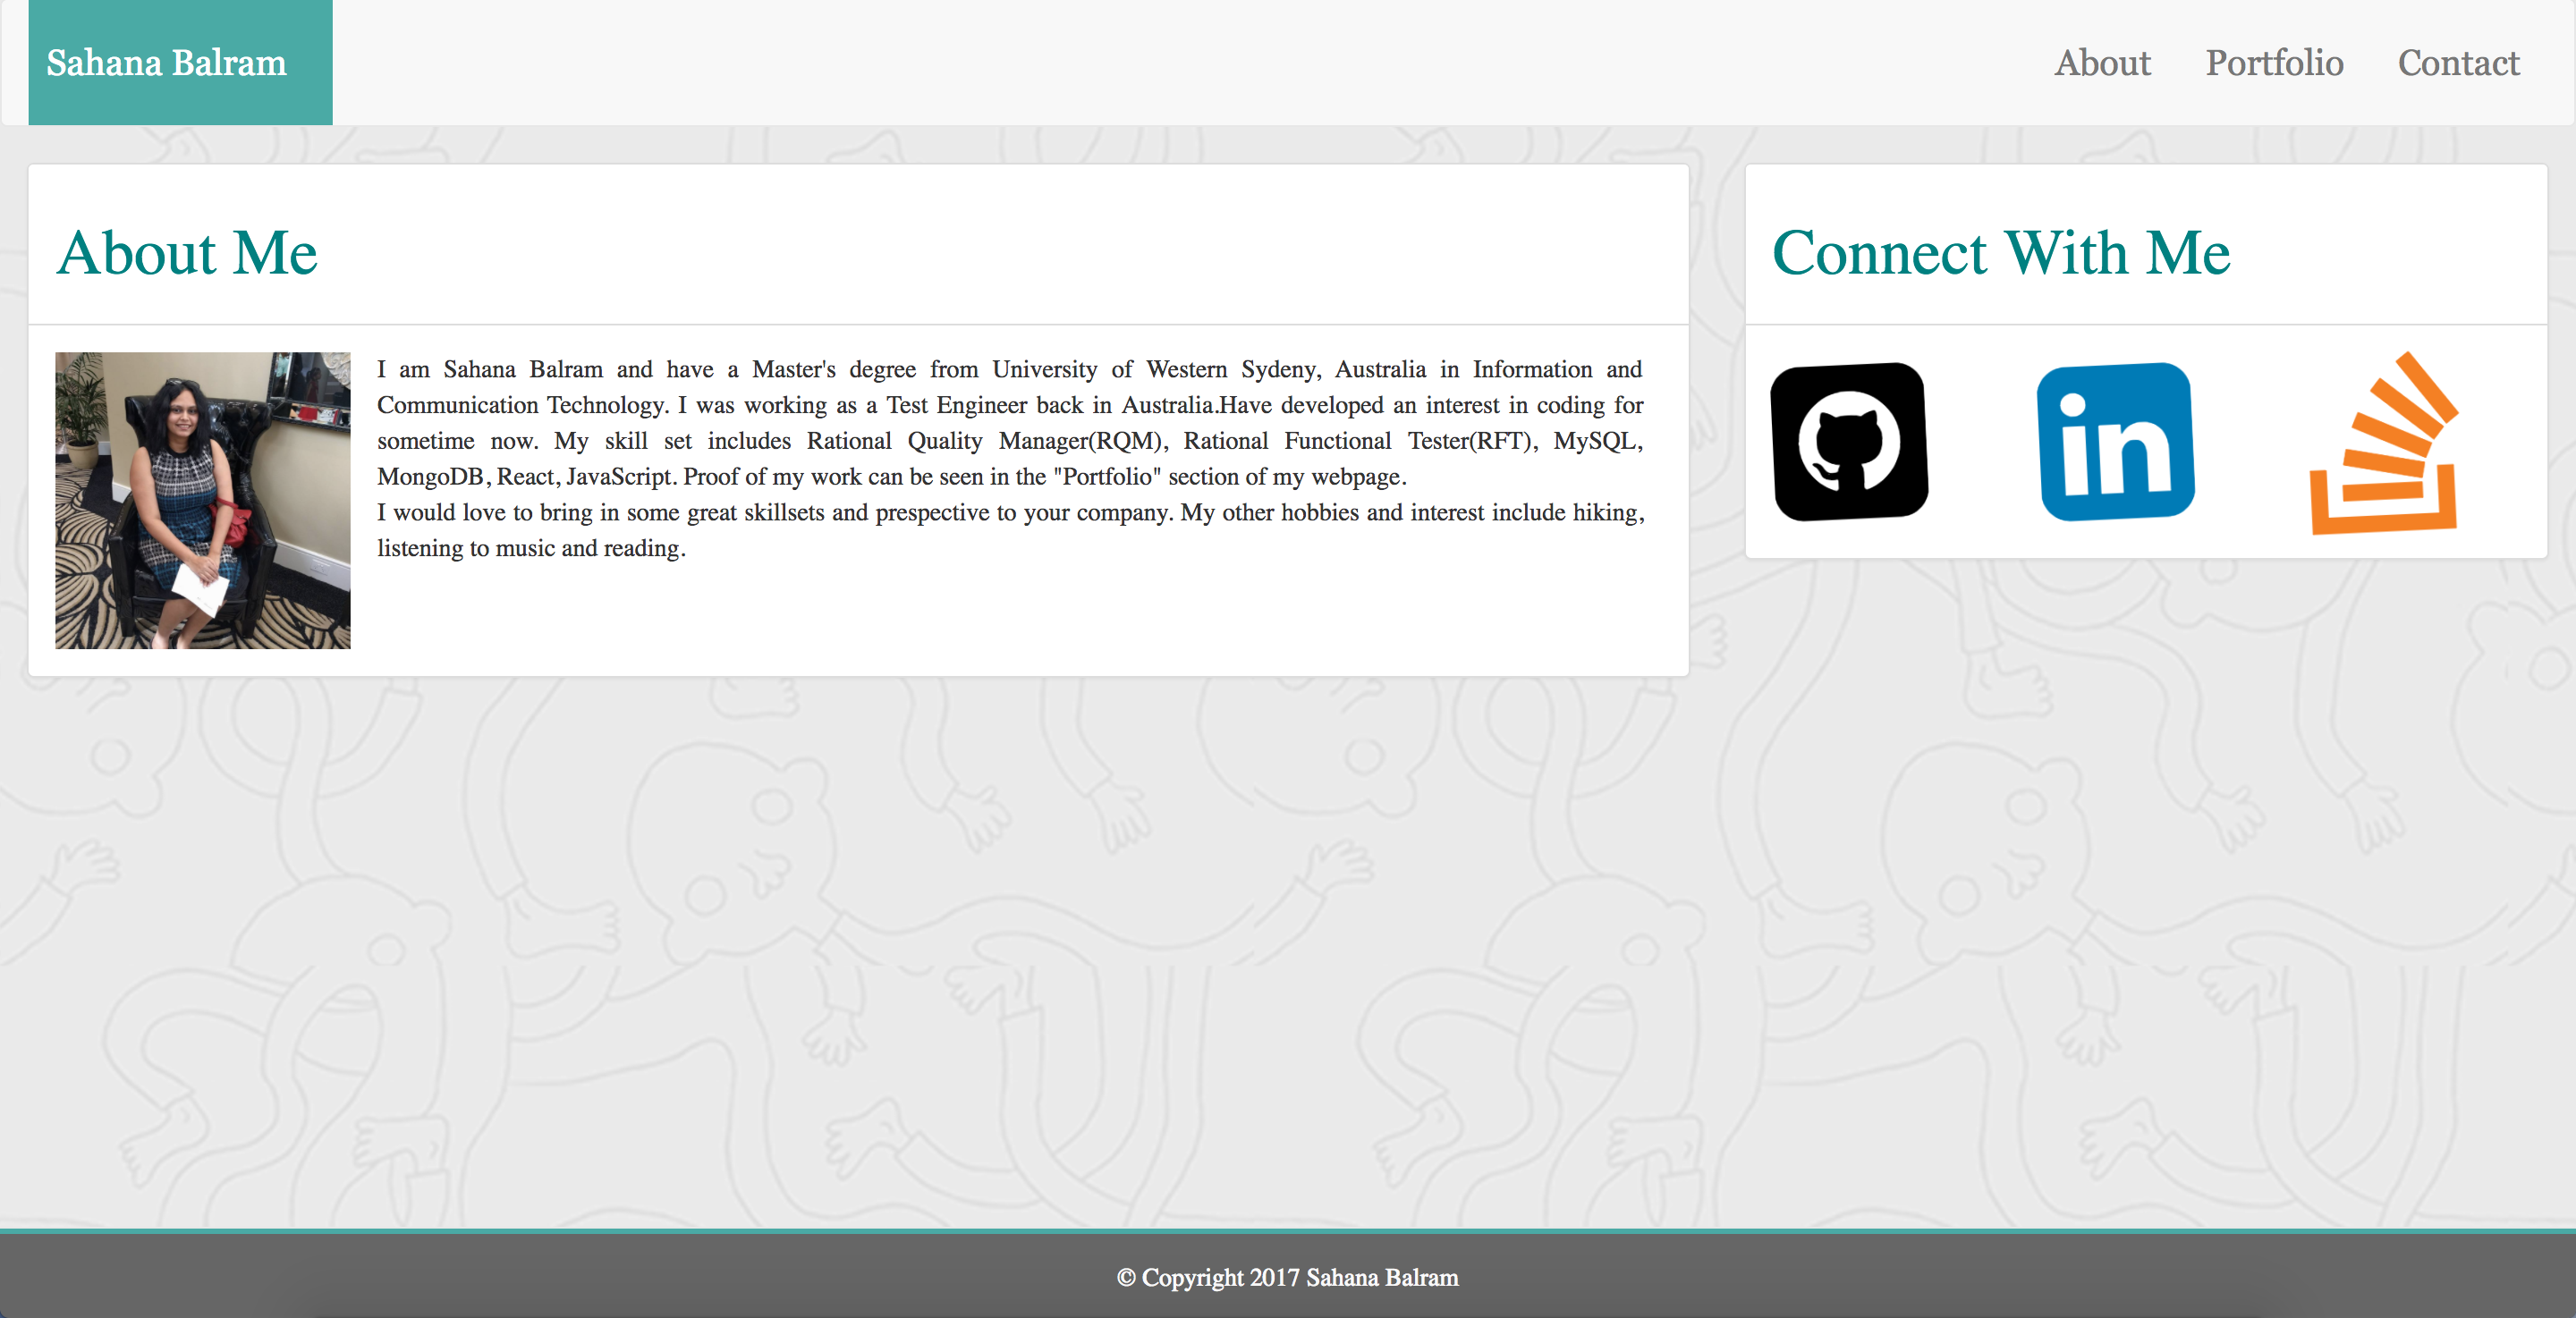 Sahana Balram
About Portfolio Contact
About Me
I am Sahana Balram and have a Master's degree from University of Western Sydeny, Australia in Information and
Communication Technology. I was working as a Test Engineer back in Australia.Have developed an interest in coding for
sometime now. My skill set includes Rational Quality Manager(RQM), Rational Functional Tester(RFT), MySQL,
MongoDB, React, JavaScript. Proof of my work can be seen in the "Portfolio" section of my webpage.
I would love to bring in some great skillsets and prespective to your company. My other hobbies and interest include hiking,
listening to music and reading.
Connect With Me
in
© Copyright 2017 Sahana Balram